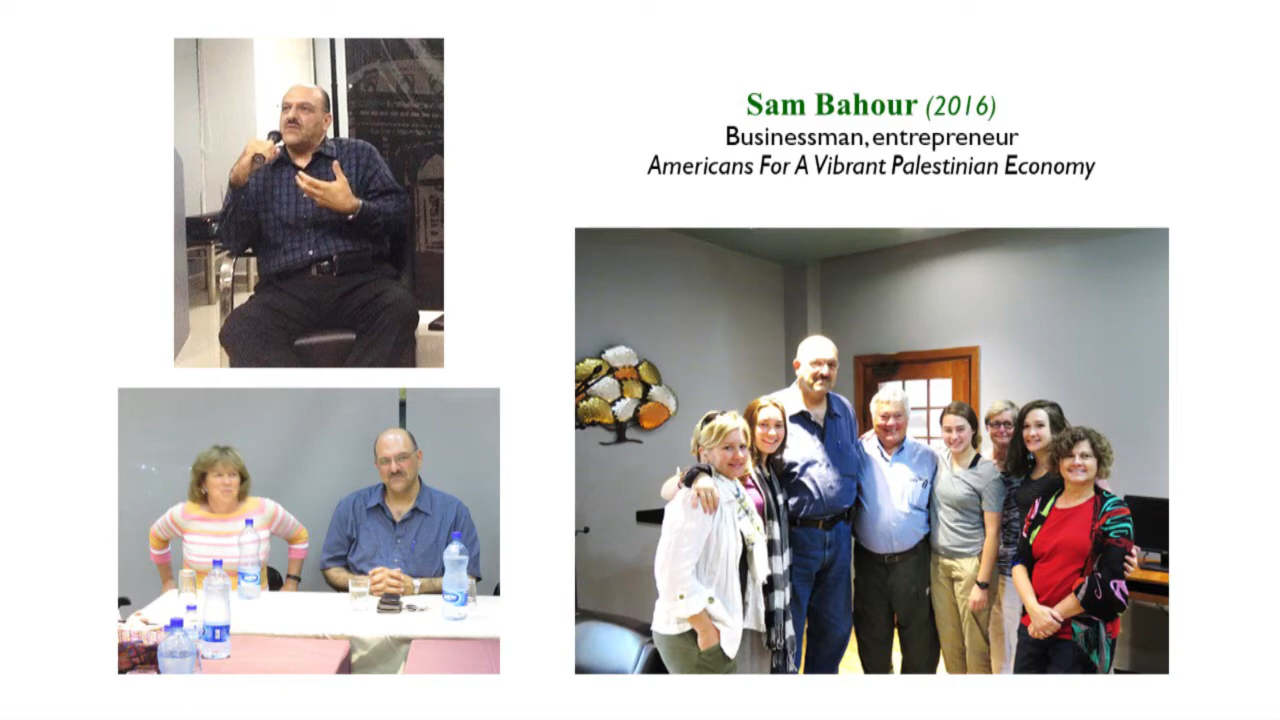 Sam Bahour (2016)
Businessman, entrepreneur
Americans For A Vibrant Palestinian Economy